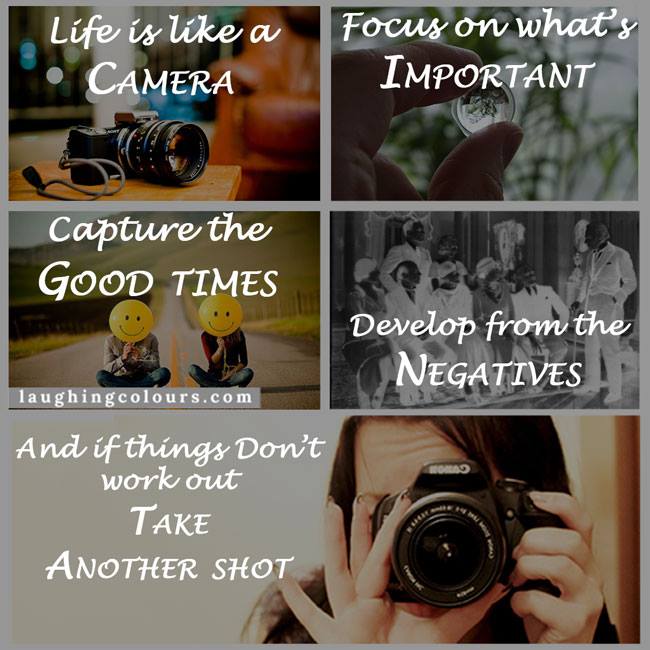 Life is like a
CAMERA
Focus on what's
IMPORTANT
Capture the
GOOD TIMES
laughingcolours.com
Develop from the
NEGATIVES
And if things Don't
work out
TAKE
ANOTHER SHOT
Canon